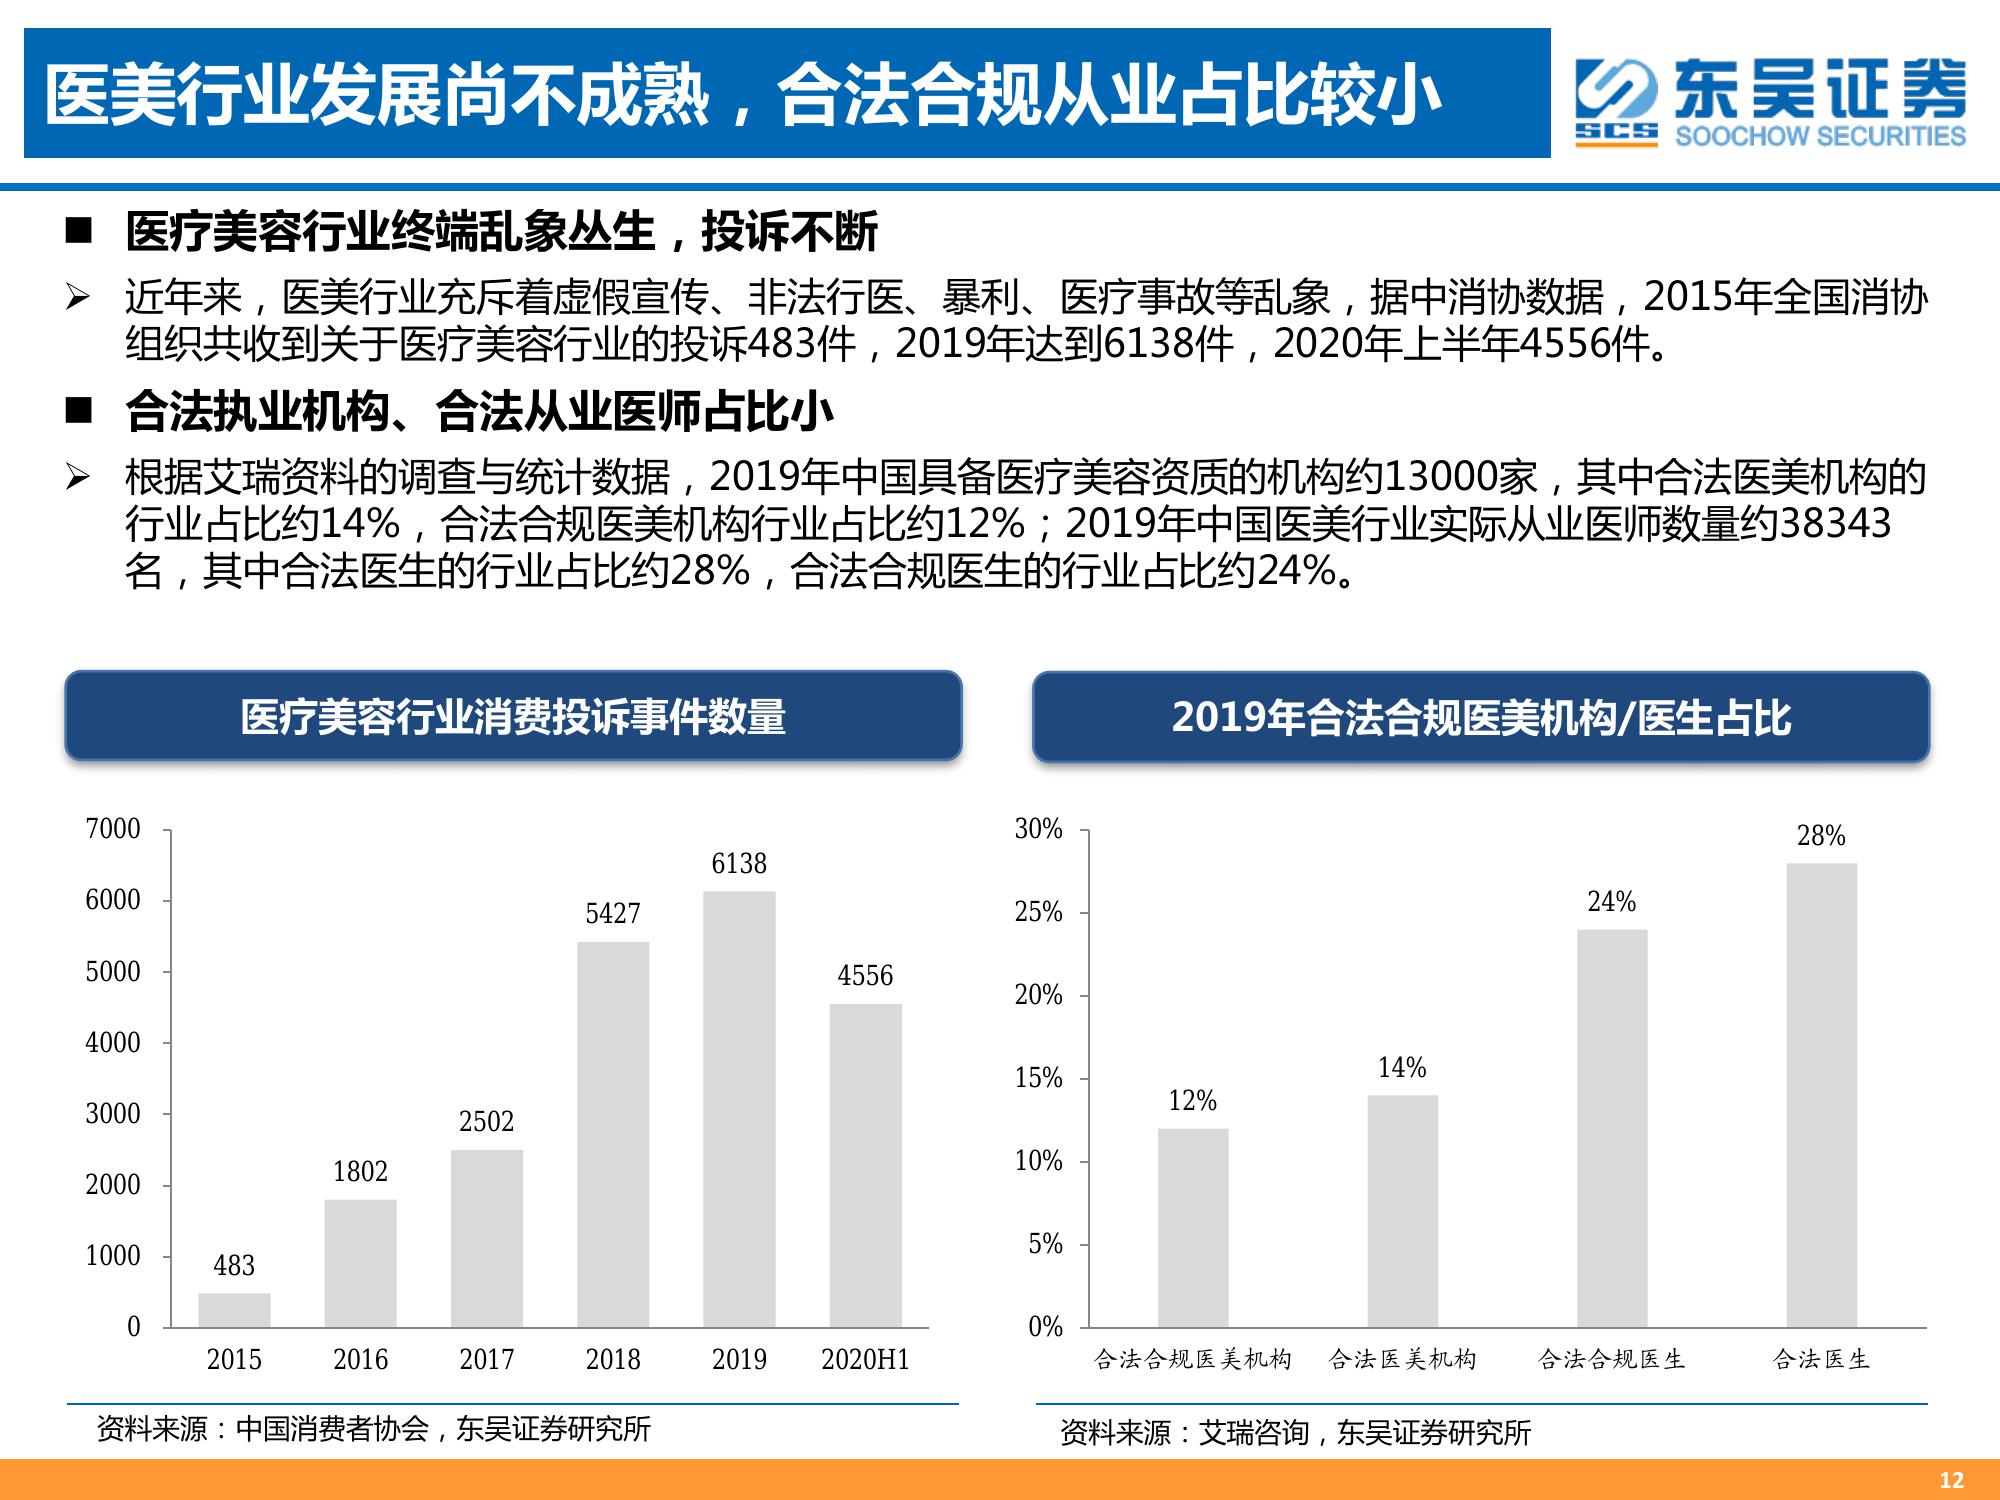 医美行业发展尚不成熟，合法合规从业占比较小
东吴证券
SCS
SOOCHOW SECURITIES
■ 医疗美容行业终端乱象丛生，投诉不断
➢ 近年来，医美行业充斥着虚假宣传、非法行医、暴利、医疗事故等乱象，据中消协数据，2015年全国消协
组织共收到关于医疗美容行业的投诉483件，2019年达到6138件，2020年上半年4556件。
■ 合法执业机构、合法从业医师占比小
➢ 根据艾瑞资料的调查与统计数据，2019年中国具备医疗美容资质的机构约13000家，其中合法医美机构的
行业占比约14%，合法合规医美机构行业占比约12%；2019年中国医美行业实际从业医师数量约38343
名，其中合法医生的行业占比约28%，合法合规医生的行业占比约24%。
医疗美容行业消费投诉事件数量
7000
6000
5000
4000
3000
2000
1000
0
483
1802
2502
5427
6138
4556
2015 2016 2017 2018 2019 2020H1
资料来源：中国消费者协会，东吴证券研究所
2019年合法合规医美机构/医生占比
30%
25%
20%
15%
10%
5%
0%
12%
14%
24%
28%
合法合规医美机构 合法医美机构 合法合规医生 合法医生
资料来源：艾瑞咨询，东吴证券研究所
12